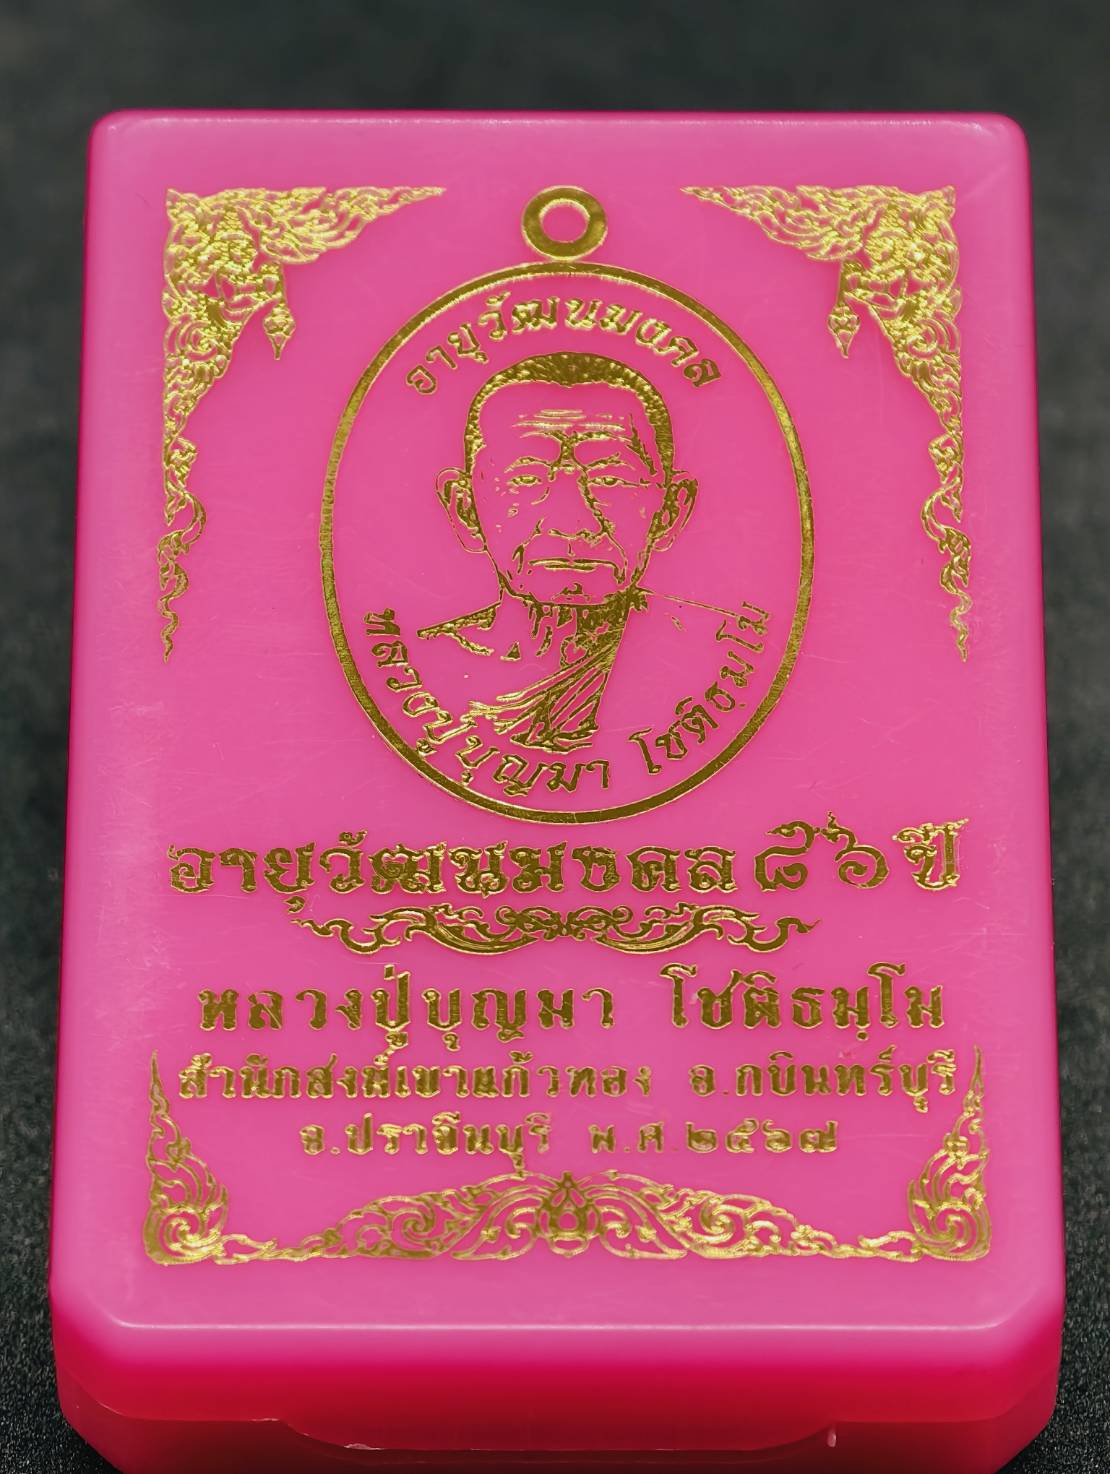 อายุวัฒนมงคล
หลวงปู่บุญมา โชติธมฺโม
อายุวัฒนมงคล ๘๖ ปี
หลวงปู่บุญมา โชติธมฺโม
สำนักสงฆ์เขาแก้วทอง อ.กบินทร์บุรี
จ.ปราจีนบุรี พ.ศ.๒๕๖๗